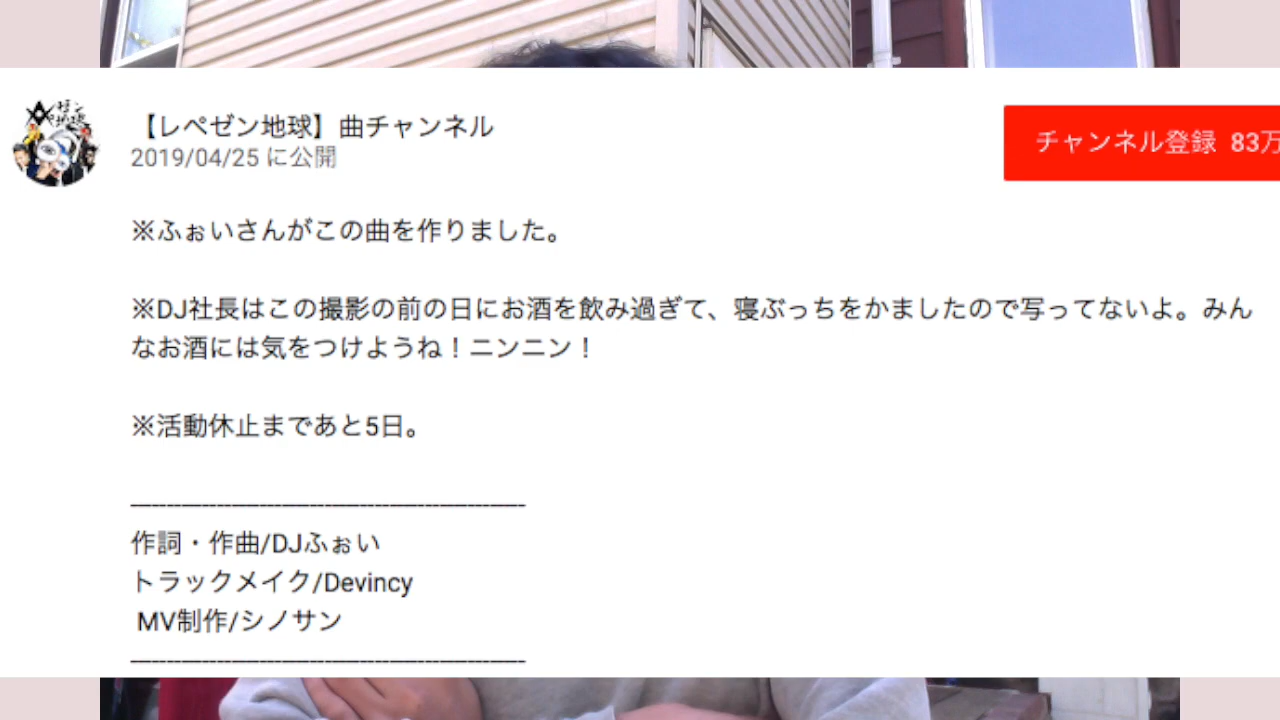 【レペゼン地球】曲チャンネル
2019/04/25 に公開
チャンネル登録 83万
※ふぉいさんがこの曲を作りました。
※DJ社長はこの撮影の前の日にお酒を飲み過ぎて、寝ぶっちをかましたので写ってないよ。みん
なお酒には気をつけようね！ニンニン！
※活動休止まであと5日。
作詞・作曲/DJふぉい
トラックメイク/Devincy
MV制作/シノサン